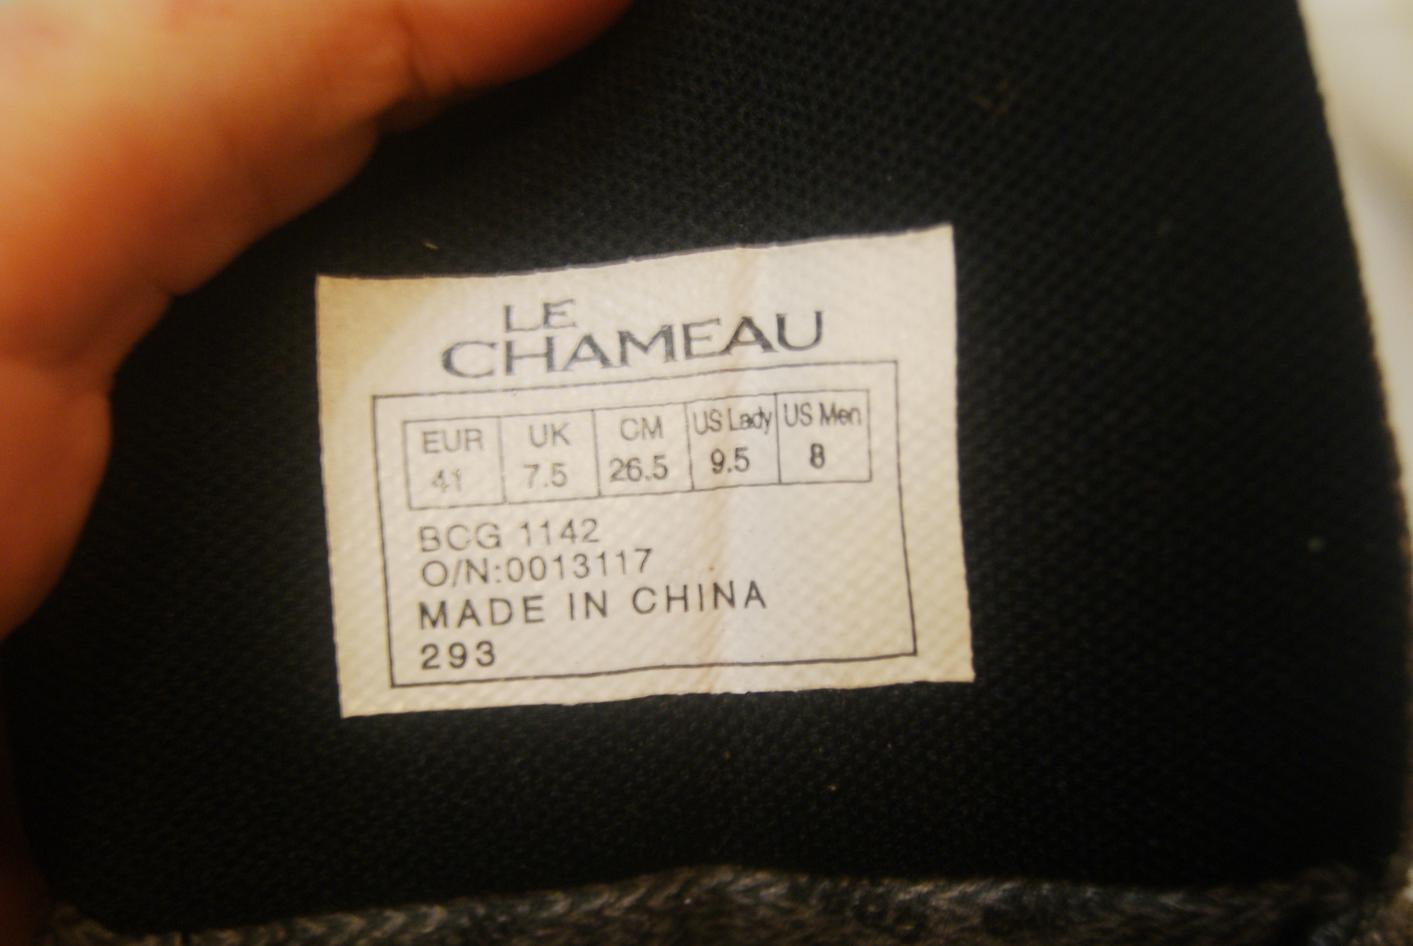 LE
CHAMEAU
EUR UK CM US Lady US Men
41 7.5 26.5 9.5 8
BCG 1142
O/N:0013117
MADE IN CHINA
293